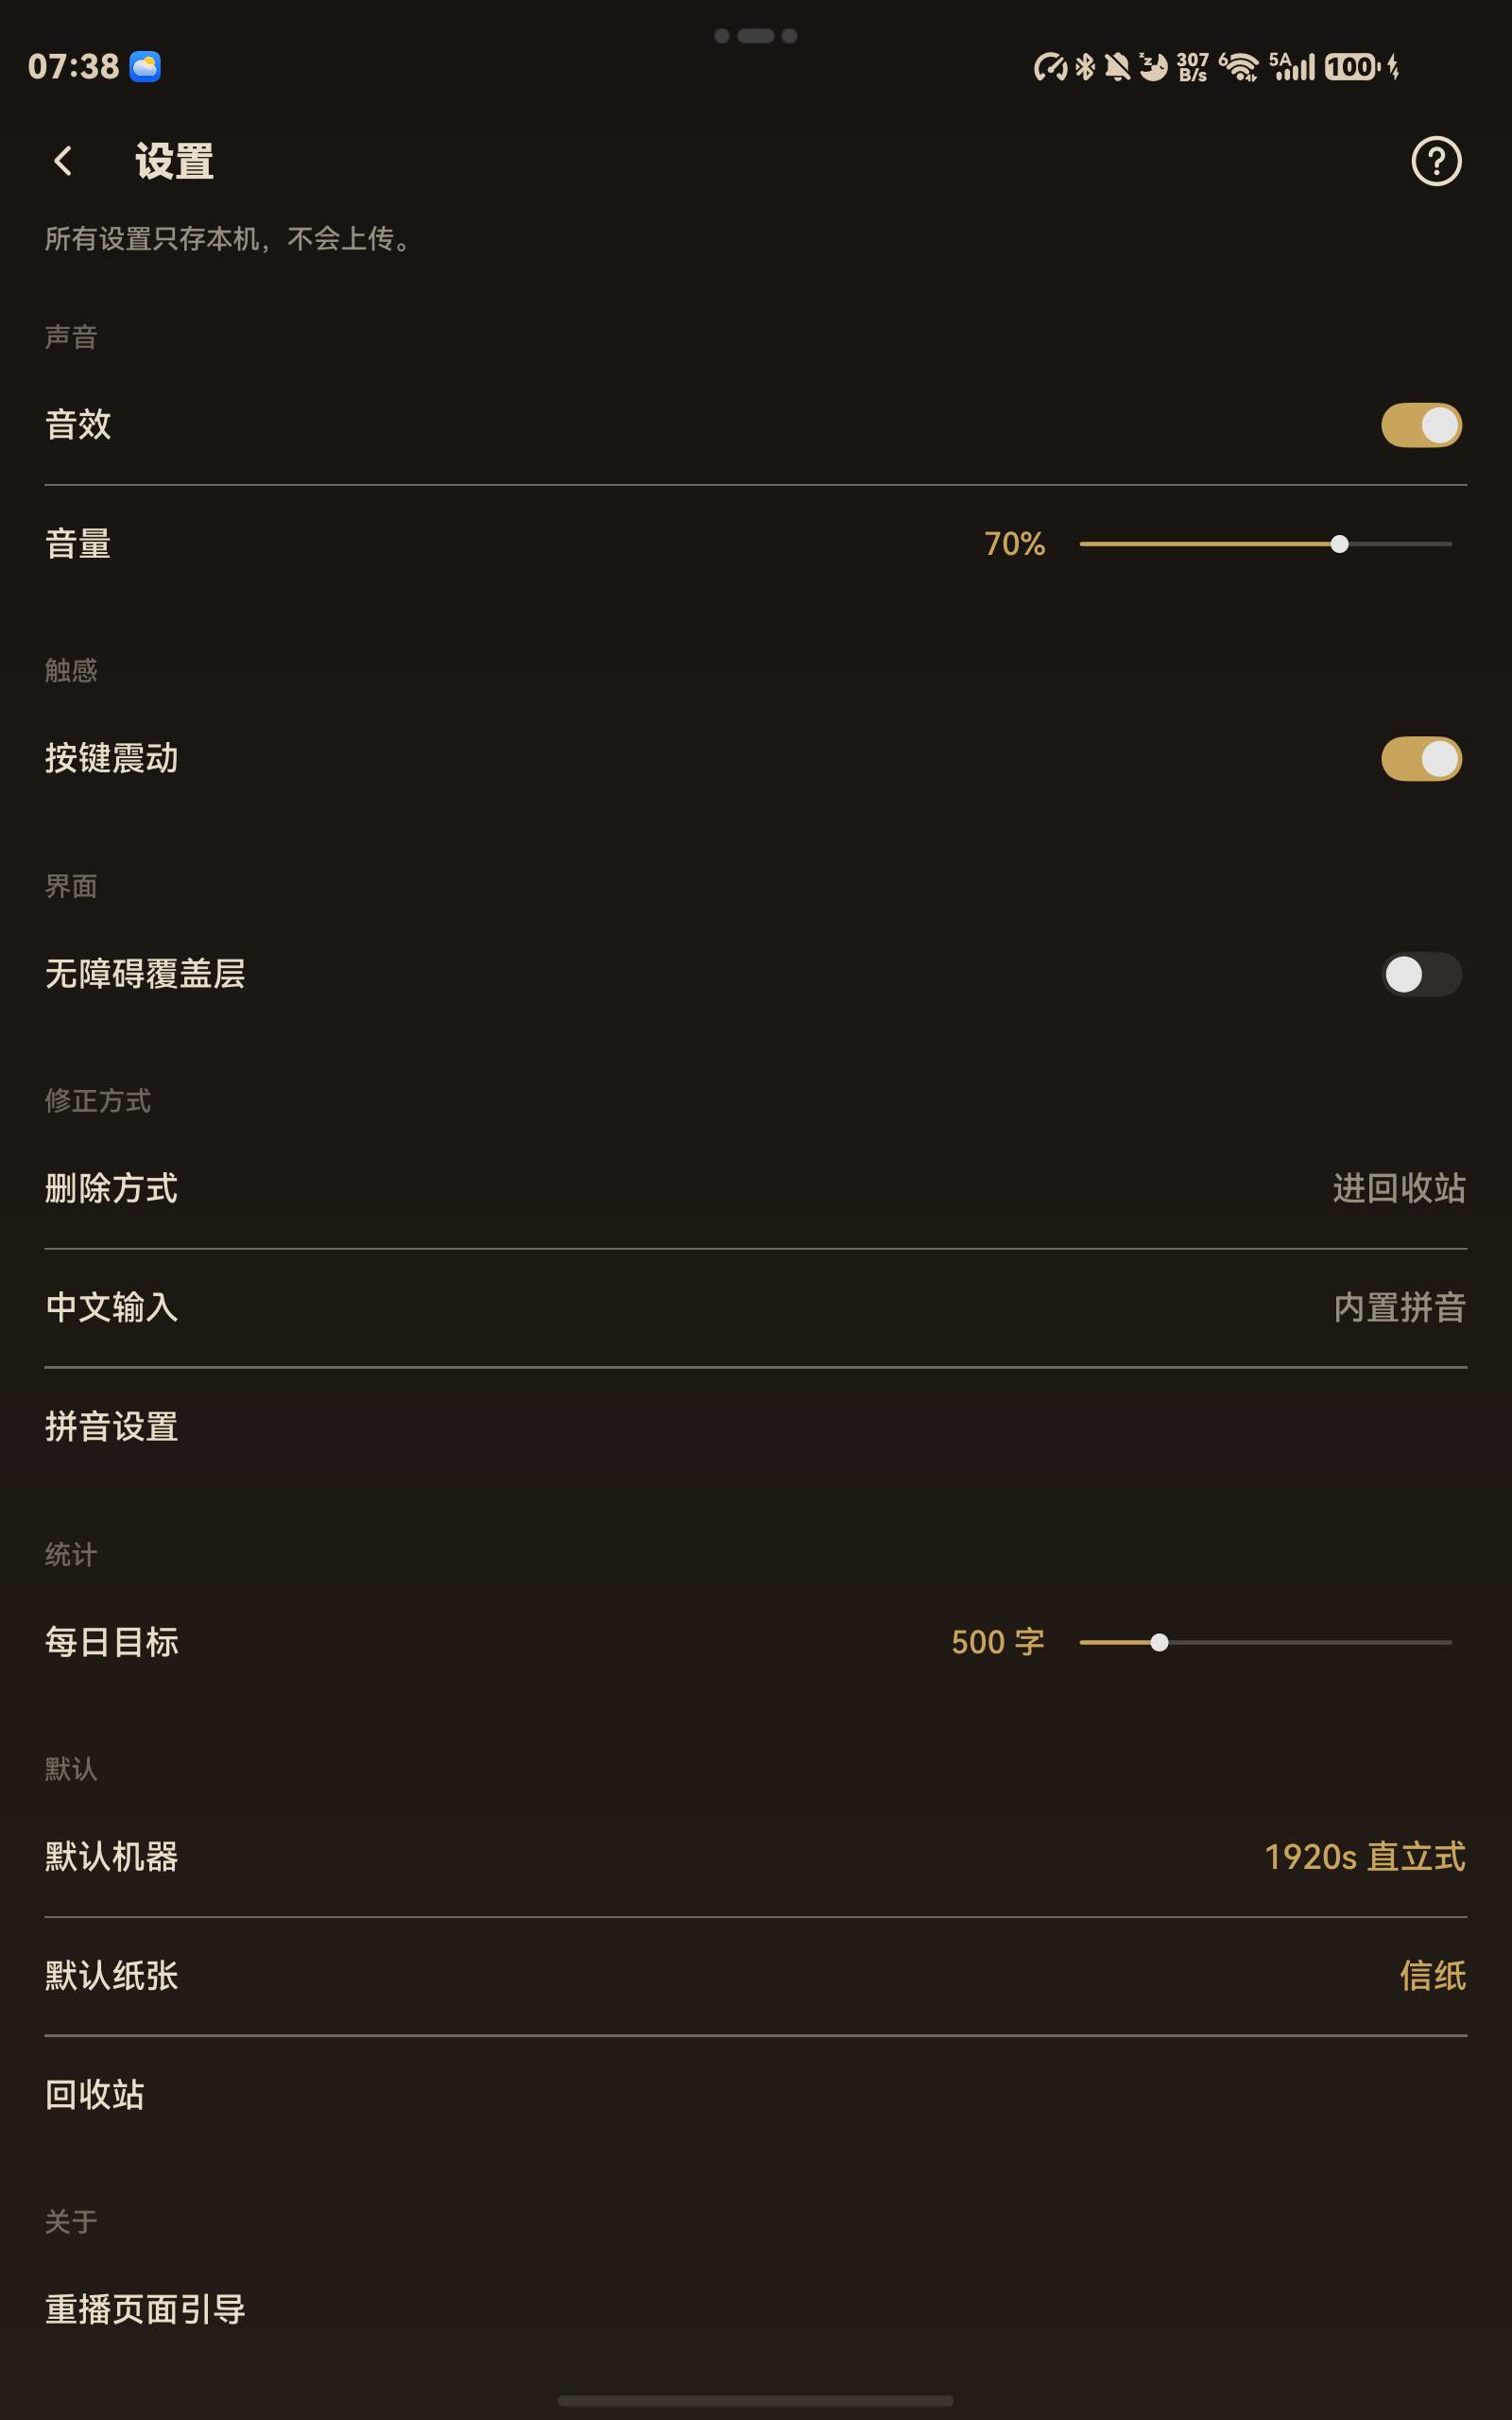 07:38
307 B/s
6
5A
100
设置
所有设置只存本机，不会上传。
声音
音效
音量 70%
触感
按键震动
界面
无障碍覆盖层
修正方式
删除方式 进回收站
中文输入 内置拼音
拼音设置
统计
每日目标 500 字
默认
默认机器 1920s 直立式
默认纸张 信纸
回收站
关于
重播页面引导